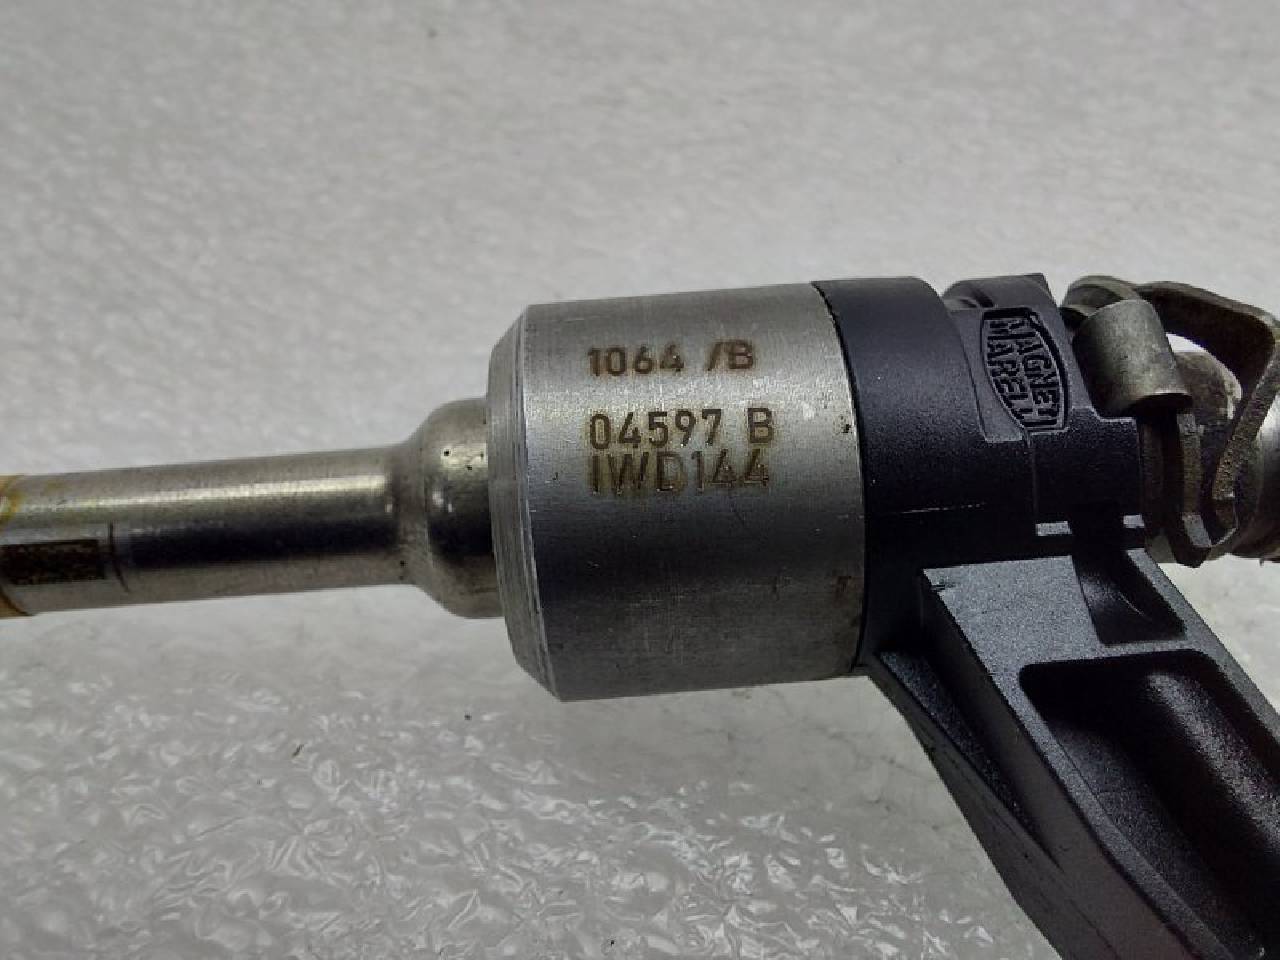 1064 /B
04597 B
IWD144
MAGNETI
MARELLI